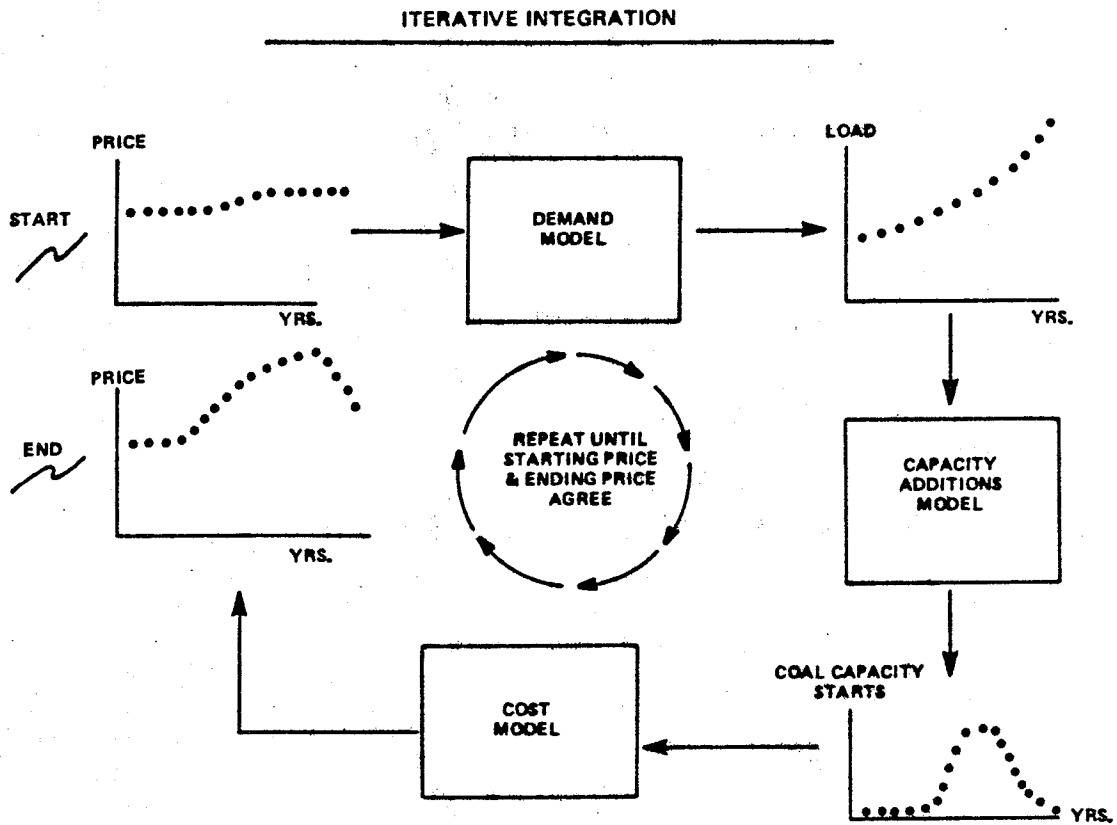 ITERATIVE INTEGRATION
PRICE
START
YRS.
DEMAND
MODEL
LOAD
YRS.
PRICE
END
YRS.
REPEAT UNTIL
STARTING PRICE
& ENDING PRICE
AGREE
CAPACITY
ADDITIONS
MODEL
COST
MODEL
COAL CAPACITY
STARTS
YRS.